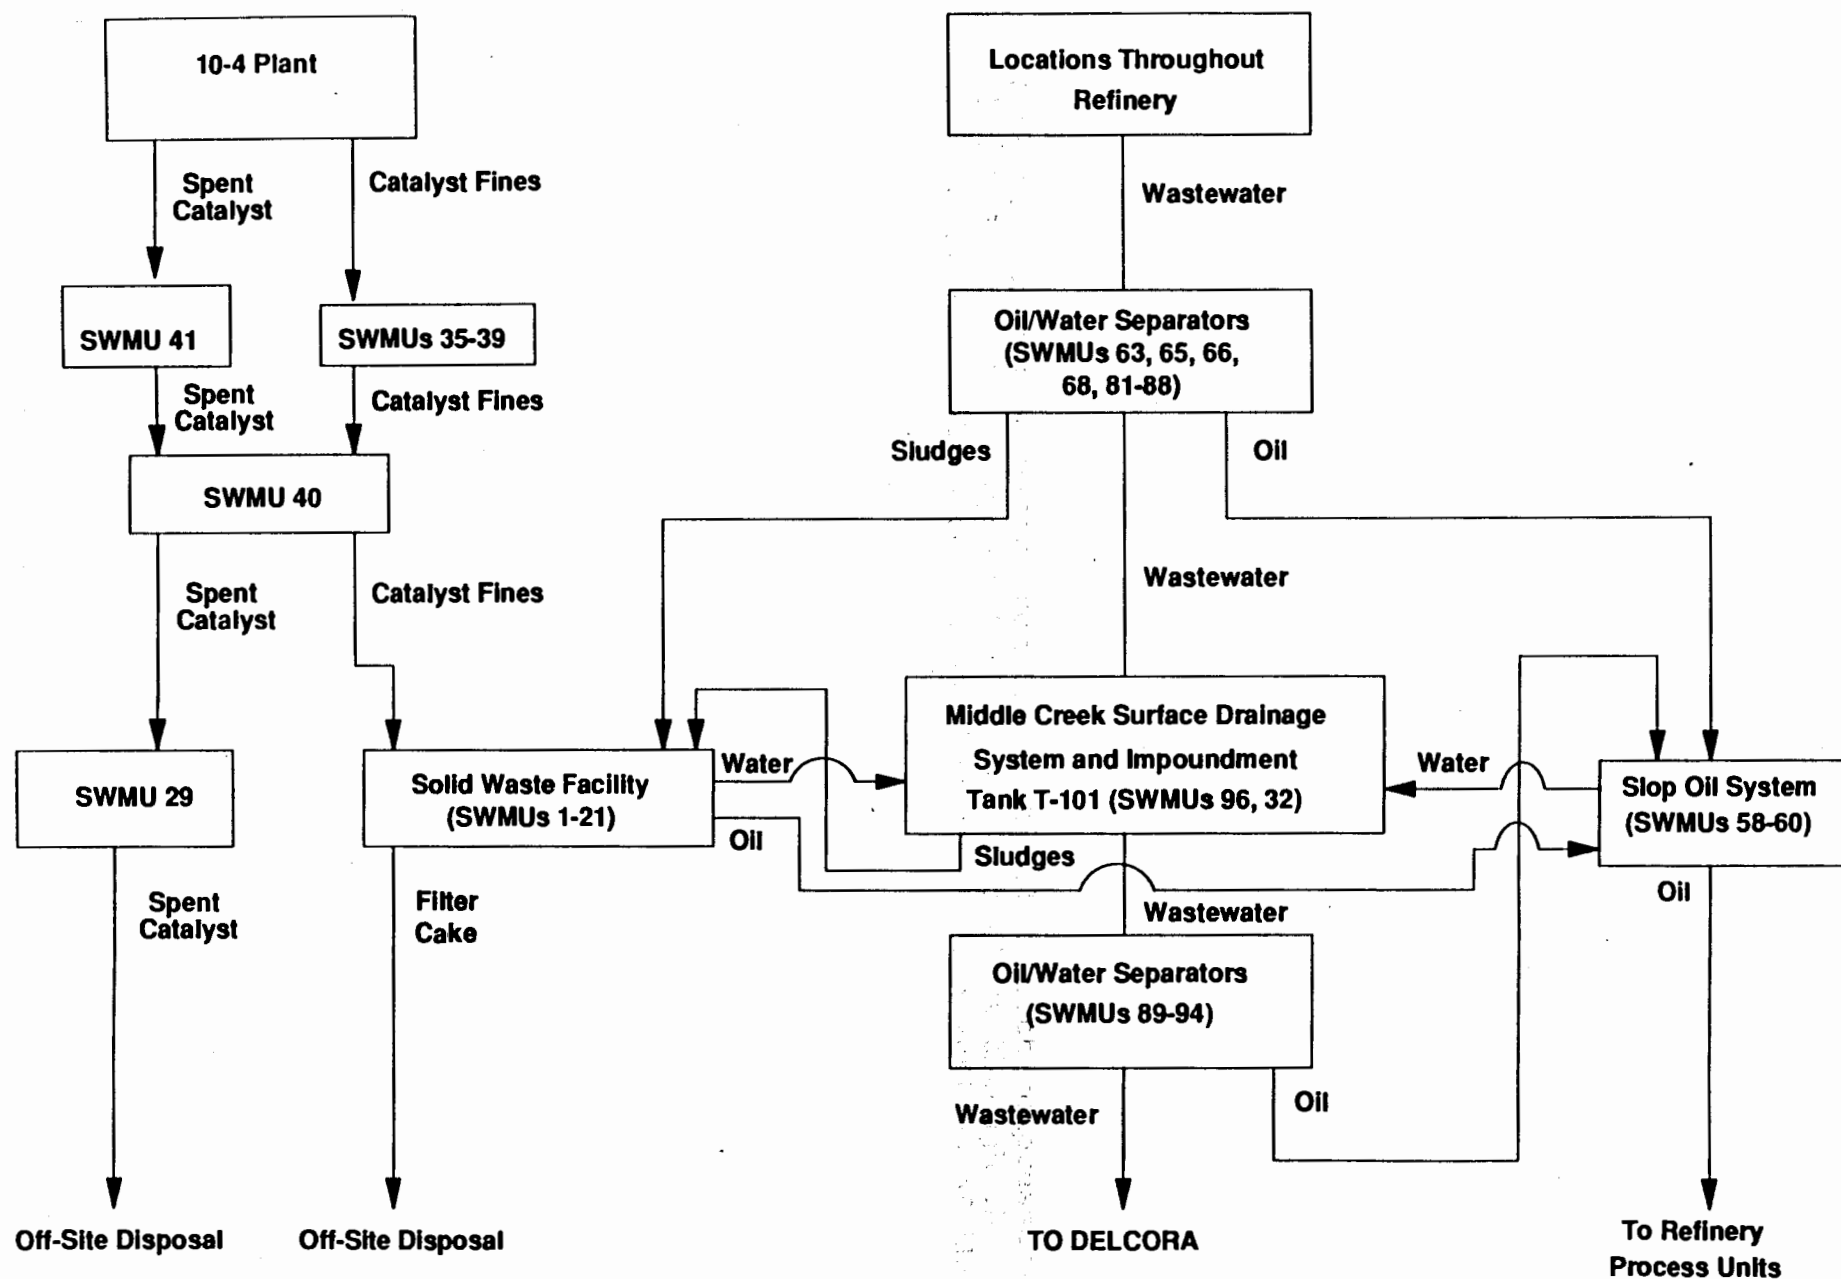 10-4 Plant
Locations Throughout
Refinery
Spent
Catalyst
Catalyst Fines
Wastewater
SWMU 41
SWMUs 35-39
Oil/Water Separators
(SWMUs 63, 65, 66,
68, 81-88)
Spent
Catalyst
Catalyst Fines
Sludges
Oil
SWMU 40
Spent
Catalyst
Catalyst Fines
Wastewater
SWMU 29
Solid Waste Facility
(SWMUs 1-21)
Water
Oil
Middle Creek Surface Drainage
System and Impoundment
Tank T-101 (SWMUs 96, 32)
Water
Slop Oil System
(SWMUs 58-60)
Sludges
Spent
Catalyst
Filter
Cake
Wastewater
Oil
Oil/Water Separators
(SWMUs 89-94)
Wastewater
Oil
Off-Site Disposal
Off-Site Disposal
TO DELCORA
To Refinery
Process Units